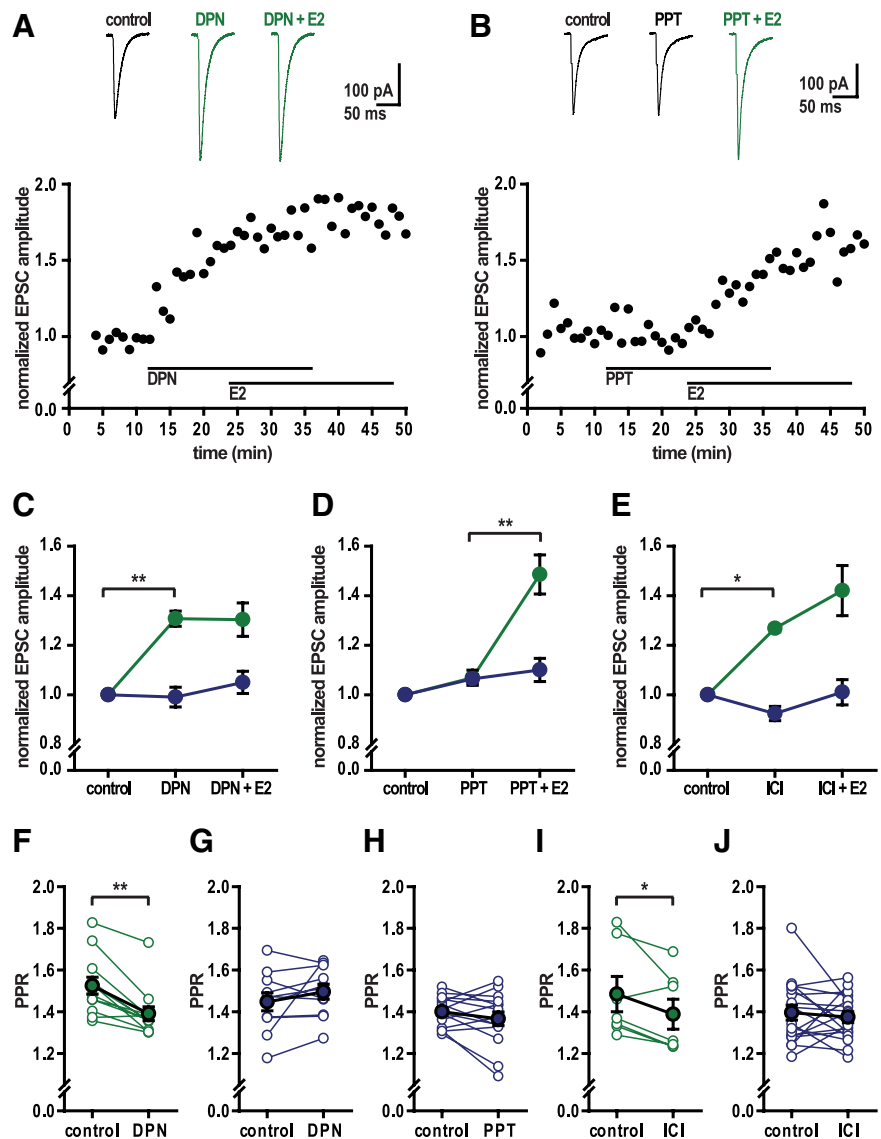 A
control DPN DPN + E2
100 pA
50 ms
normalized EPSC amplitude
2.0
1.5
1.0
0.0
DPN
E2
0 5 10 15 20 25 30 35 40 45 50
time (min)
B
control PPT PPT + E2
100 pA
50 ms
normalized EPSC amplitude
2.0
1.5
1.0
0.0
PPT
E2
0 5 10 15 20 25 30 35 40 45 50
time (min)
C
normalized EPSC amplitude
1.6
1.4
1.2
1.0
0.8
0.0
**
control DPN DPN + E2
D
normalized EPSC amplitude
1.6
1.4
1.2
1.0
0.8
0.0
**
control PPT PPT + E2
E
normalized EPSC amplitude
1.6
1.4
1.2
1.0
0.8
0.0
*
control ICI ICI + E2
F
PPR
2.0
1.8
1.6
1.4
1.2
0.0
**
control DPN
G
PPR
2.0
1.8
1.6
1.4
1.2
0.0
control DPN
H
PPR
2.0
1.8
1.6
1.4
1.2
0.0
control PPT
I
PPR
2.0
1.8
1.6
1.4
1.2
0.0
*
control ICI
J
PPR
2.0
1.8
1.6
1.4
1.2
0.0
control ICI